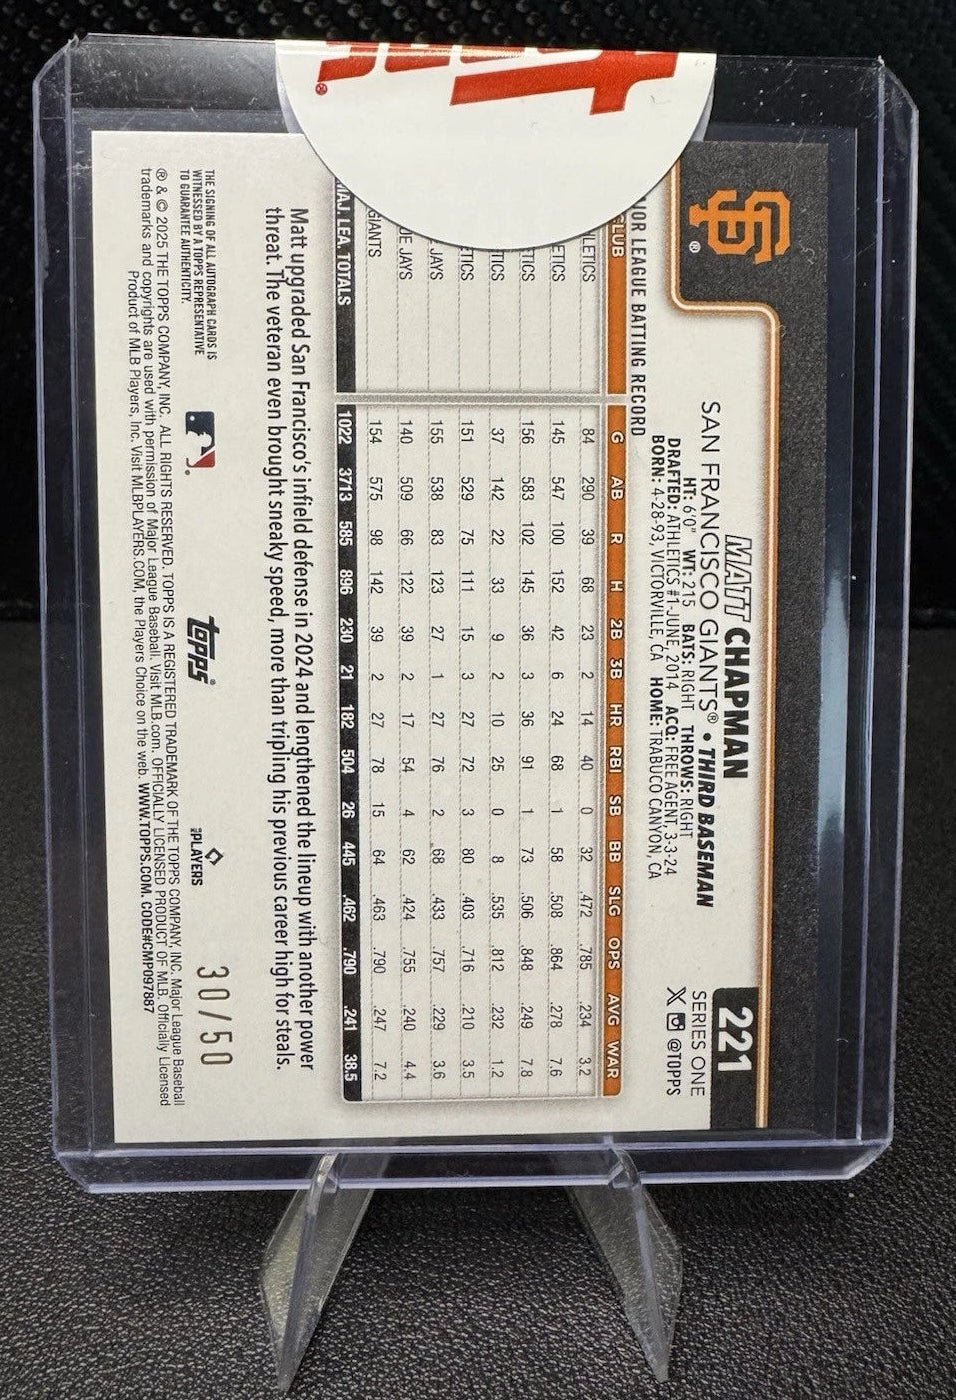 SF®
221
MATT CHAPMAN
SERIES ONE
SAN FRANCISCO GIANTS® • THIRD BASEMAN
X @TOPPS
HT: 6'0" WT: 215 BATS: RIGHT THROWS: RIGHT
DRAFTED: ATHLETICS #1-JUNE, 2014 ACQ: FREE AGENT, 3-3-24
BORN: 4-28-93, VICTORVILLE, CA HOME: TRABUCO CANYON, CA
JOR LEAGUE BATTING RECORD
CLUB G AB R H 2B 3B HR RBI SB BB SLG OPS AVG WAR
LETICS 84 290 39 68 23 2 14 40 0 32 .472 .785 .234 3.2
145 547 100 152 42 6 24 68 1 58 .508 .864 .278 7.6
TICS 156 583 102 145 36 3 36 91 1 73 .506 .848 .249 7.8
TICS 37 142 22 33 9 2 10 25 0 8 .535 .812 .232 1.2
ETICS 151 529 75 111 15 3 27 72 3 80 .403 .716 .210 3.5
JAYS 155 538 83 123 27 1 27 76 2 68 .433 .757 .229 3.6
E JAYS 140 509 66 122 39 2 17 54 4 62 .424 .755 .240 4.4
GIANTS 154 575 98 142 39 2 27 78 15 64 .463 .790 .247 7.2
MAJ. LEA. TOTALS 1022 3713 585 896 230 21 182 504 26 445 .462 .790 .241 38.5
Matt upgraded San Francisco's infield defense in 2024 and lengthened the lineup with another power
threat. The veteran even brought sneaky speed, more than tripling his previous career high for steals.
THE SIGNING OF ALL AUTOGRAPH CARDS IS
WITNESSED BY A TOPPS REPRESENTATIVE
TO GUARANTEE AUTHENTICITY.
topps®
PLAYERS
30/50
® & © 2025 THE TOPPS COMPANY, INC. ALL RIGHTS RESERVED. TOPPS IS A REGISTERED TRADEMARK OF THE TOPPS COMPANY, INC. Major League Baseball
trademarks and copyrights are used with permission of Major League Baseball. Visit MLB.com. OFFICIALLY LICENSED PRODUCT OF MLB. Officially Licensed
Product of MLB Players, Inc. Visit MLBPLAYERS.COM, the Players Choice on the web. WWW.TOPPS.COM. CODE#CMP097887